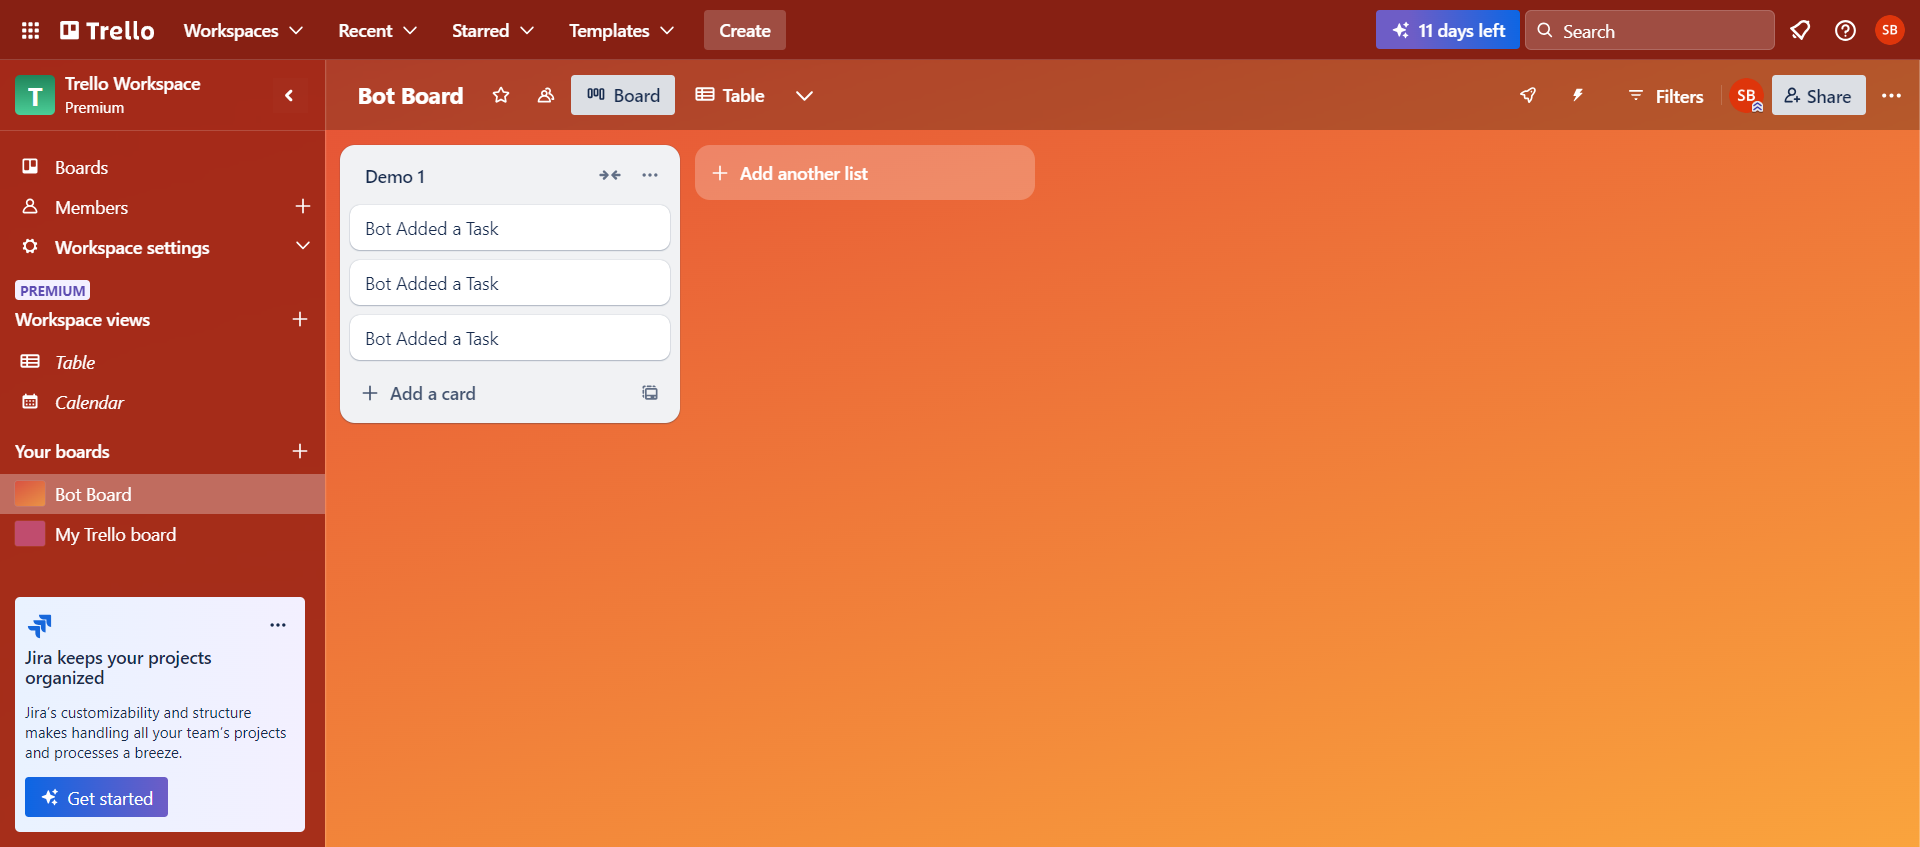 Trello
Workspaces
Recent
Starred
Templates
Create
11 days left
Search
SB
T
Trello Workspace
Premium
Bot Board
Board
Table
Filters
SB
Share
Boards
Members
Workspace settings
PREMIUM
Workspace views
Table
Calendar
Your boards
Bot Board
My Trello board
Jira keeps your projects
organized
Jira's customizability and structure
makes handling all your team's projects
and processes a breeze.
Get started
Demo 1
Bot Added a Task
Bot Added a Task
Bot Added a Task
Add a card
Add another list